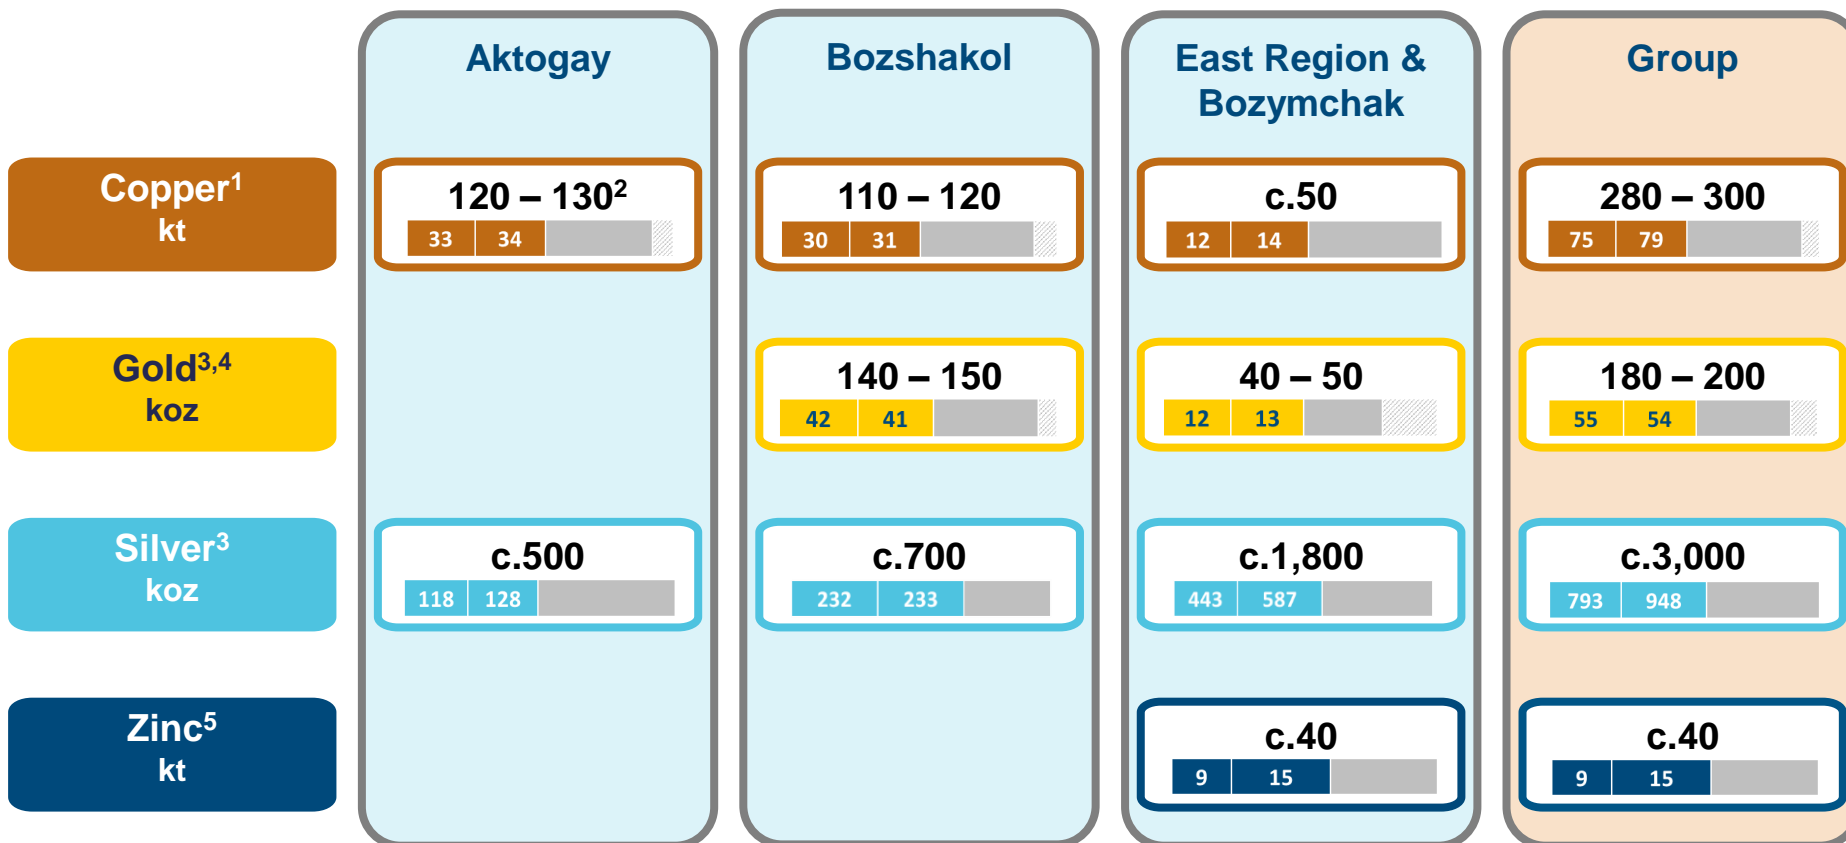 Aktogay
Bozshakol
East Region &
Bozymchak
Group
Copper¹
kt
120 – 130²
33 34
110 – 120
30 31
c.50
12 14
280 – 300
75 79
Gold³,⁴
koz
140 – 150
42 41
40 – 50
12 13
180 – 200
55 54
Silver³
koz
c.500
118 128
c.700
232 233
c.1,800
443 587
c.3,000
793 948
Zinc⁵
kt
c.40
9 15
c.40
9 15